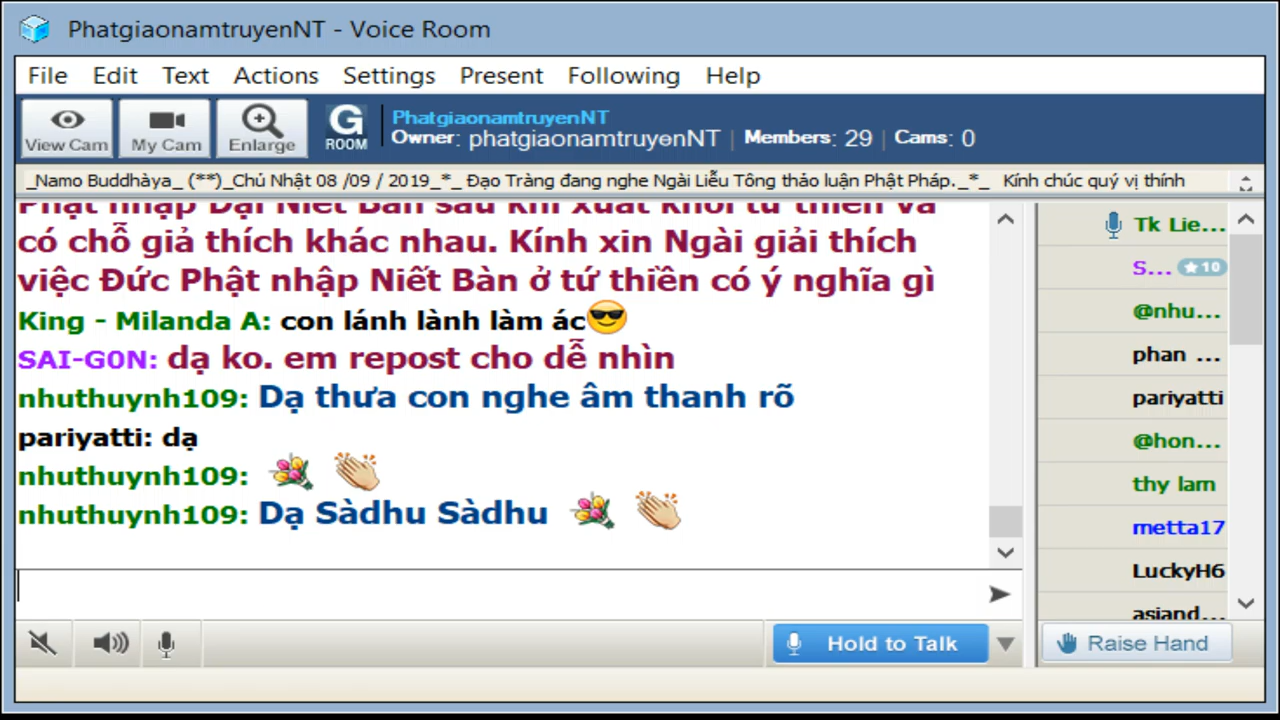 PhatgiaonamtruyenNT - Voice Room
File Edit Text Actions Settings Present Following Help
View Cam My Cam Enlarge G ROOM
PhatgiaonamtruyenNT
Owner: phatgiaonamtruyenNT | Members: 29 | Cams: 0
_Namo Buddhàya_ (**)_Chủ Nhật 08 /09 / 2019_*_ Đạo Tràng đang nghe Ngài Liễu Tông thảo luận Phật Pháp._*_ Kính chúc quý vị thính
Phật nhập Đại Niết Bàn sau khi xuất khỏi tứ thiền và
có chỗ giả thích khác nhau. Kính xin Ngài giải thích
việc Đức Phật nhập Niết Bàn ở tứ thiền có ý nghĩa gì
King - Milanda A: con lánh lành làm ác
SAI-G0N: dạ ko. em repost cho dễ nhìn
nhuthuynh109: Dạ thưa con nghe âm thanh rõ
pariyatti: dạ
nhuthuynh109:
nhuthuynh109: Dạ Sàdhu Sàdhu
Tk Lie...
S... 10
@nhu...
phan ...
pariyatti
@hon...
thy lam
metta17
LuckyH6
asiand...
Hold to Talk
Raise Hand